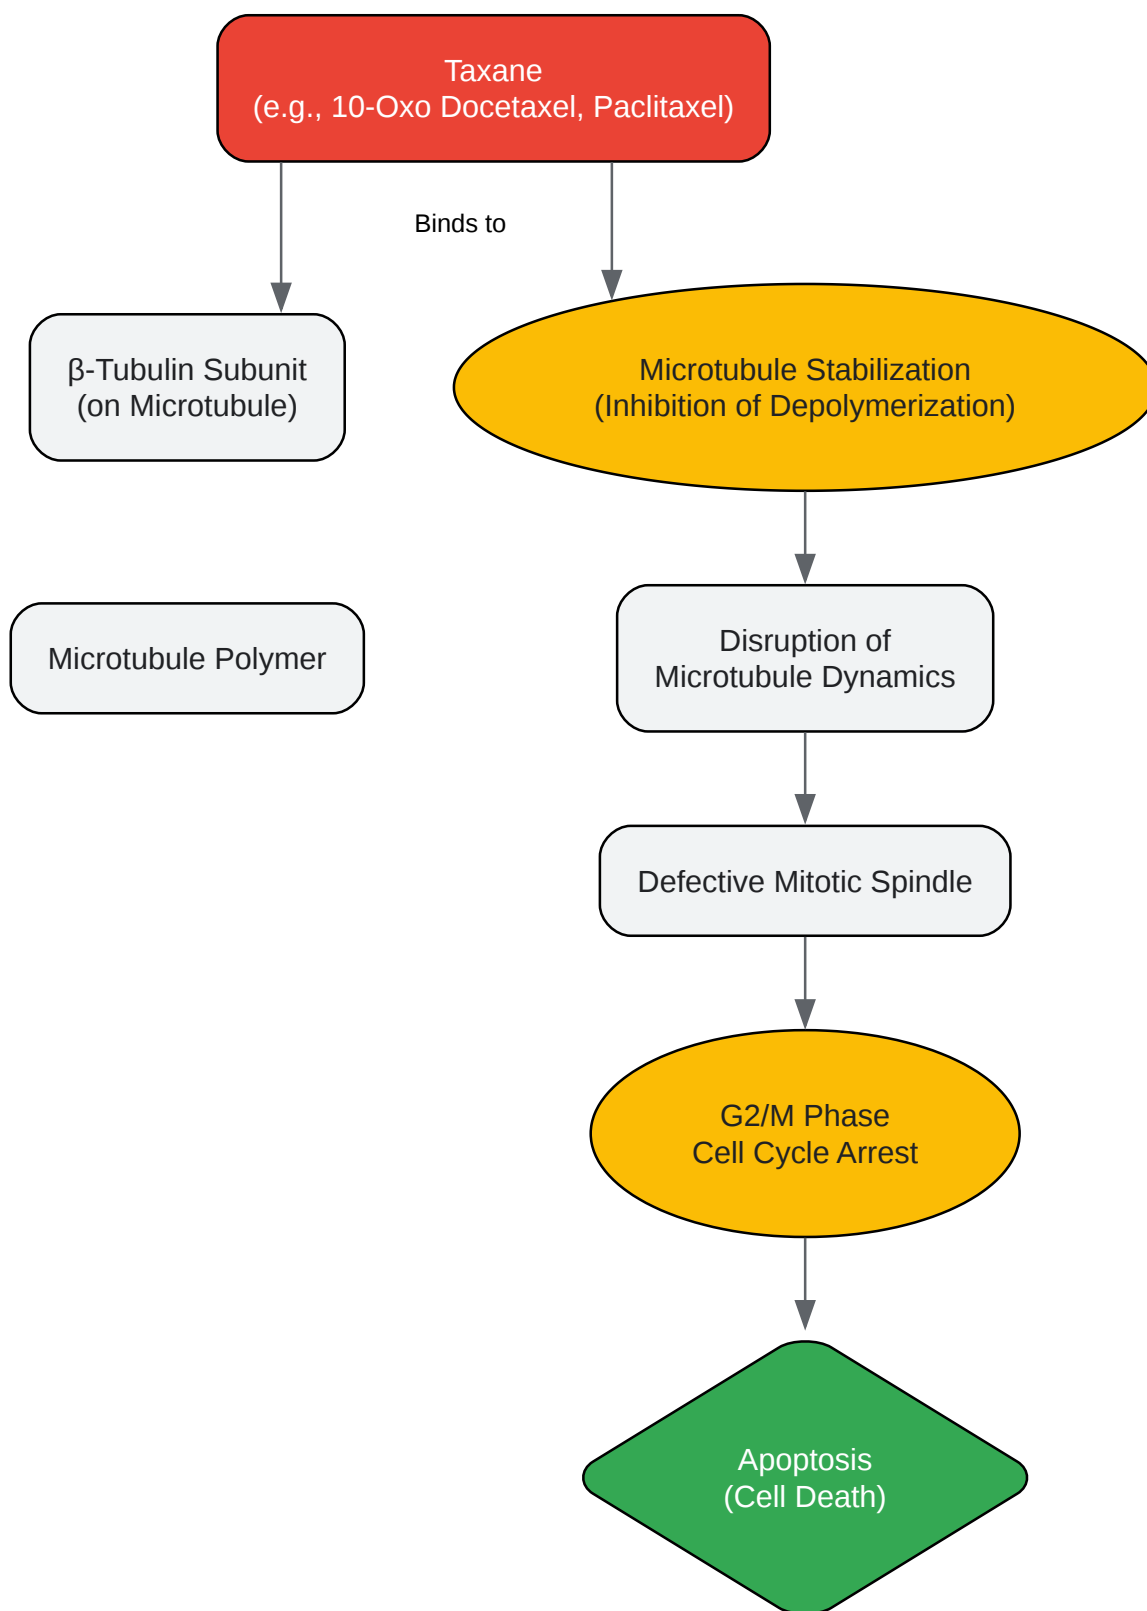 Taxane
(e.g., 10-Oxo Docetaxel, Paclitaxel)
Binds to
β-Tubulin Subunit
(on Microtubule)
Microtubule Stabilization
(Inhibition of Depolymerization)
Microtubule Polymer
Disruption of
Microtubule Dynamics
Defective Mitotic Spindle
G2/M Phase
Cell Cycle Arrest
Apoptosis
(Cell Death)